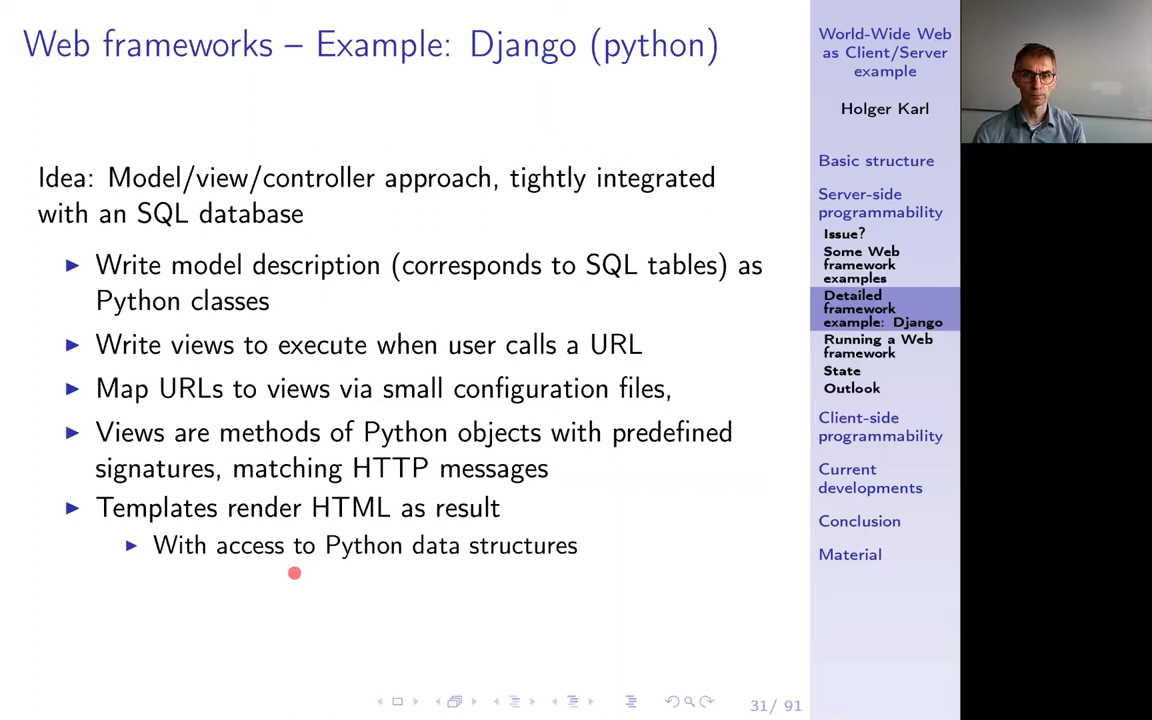 Web frameworks – Example: Django (python)
Idea: Model/view/controller approach, tightly integrated
with an SQL database
Write model description (corresponds to SQL tables) as
Python classes
Write views to execute when user calls a URL
Map URLs to views via small configuration files,
Views are methods of Python objects with predefined
signatures, matching HTTP messages
Templates render HTML as result
With access to Python data structures
31/ 91
World-Wide Web
as Client/Server
example
Holger Karl
Basic structure
Server-side
programmability
Issue?
Some Web
framework
examples
Detailed
framework
example: Django
Running a Web
framework
State
Outlook
Client-side
programmability
Current
developments
Conclusion
Material